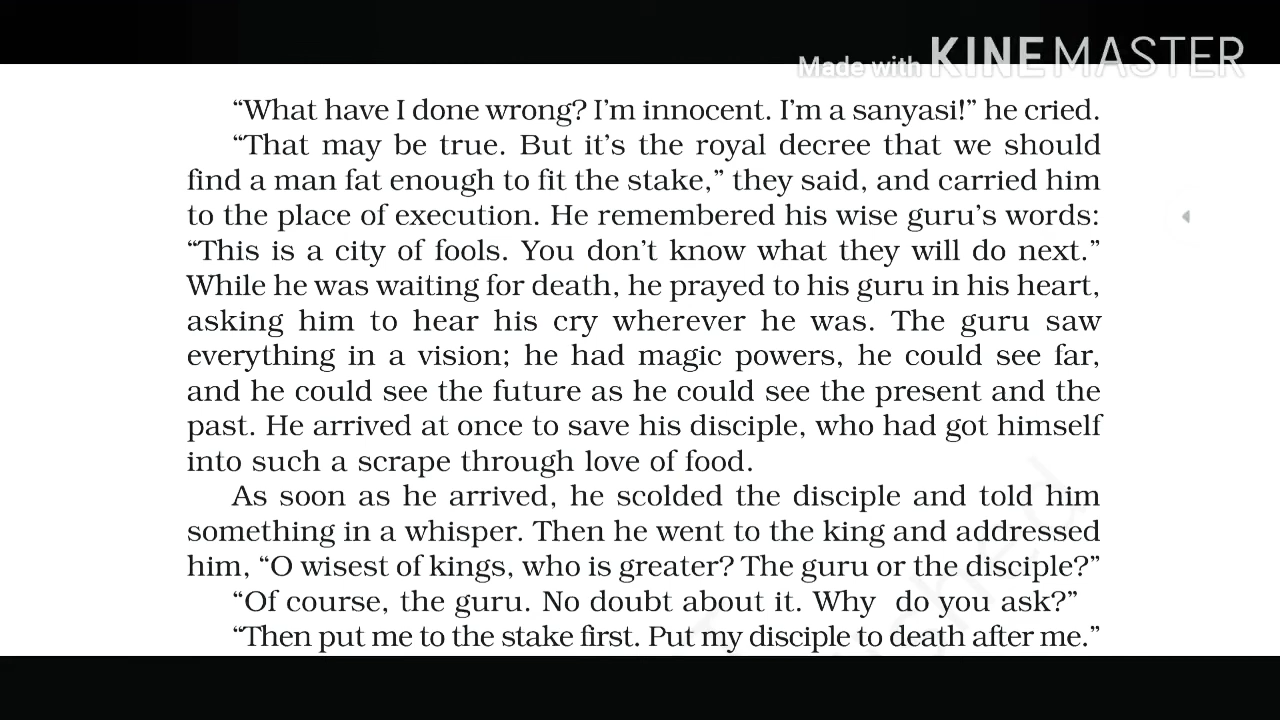 Made with KINEMASTER
“What have I done wrong? I’m innocent. I’m a sanyasi!” he cried.
“That may be true. But it’s the royal decree that we should
find a man fat enough to fit the stake,” they said, and carried him
to the place of execution. He remembered his wise guru’s words:
“This is a city of fools. You don’t know what they will do next.”
While he was waiting for death, he prayed to his guru in his heart,
asking him to hear his cry wherever he was. The guru saw
everything in a vision; he had magic powers, he could see far,
and he could see the future as he could see the present and the
past. He arrived at once to save his disciple, who had got himself
into such a scrape through love of food.
As soon as he arrived, he scolded the disciple and told him
something in a whisper. Then he went to the king and addressed
him, “O wisest of kings, who is greater? The guru or the disciple?”
“Of course, the guru. No doubt about it. Why do you ask?”
“Then put me to the stake first. Put my disciple to death after me.”